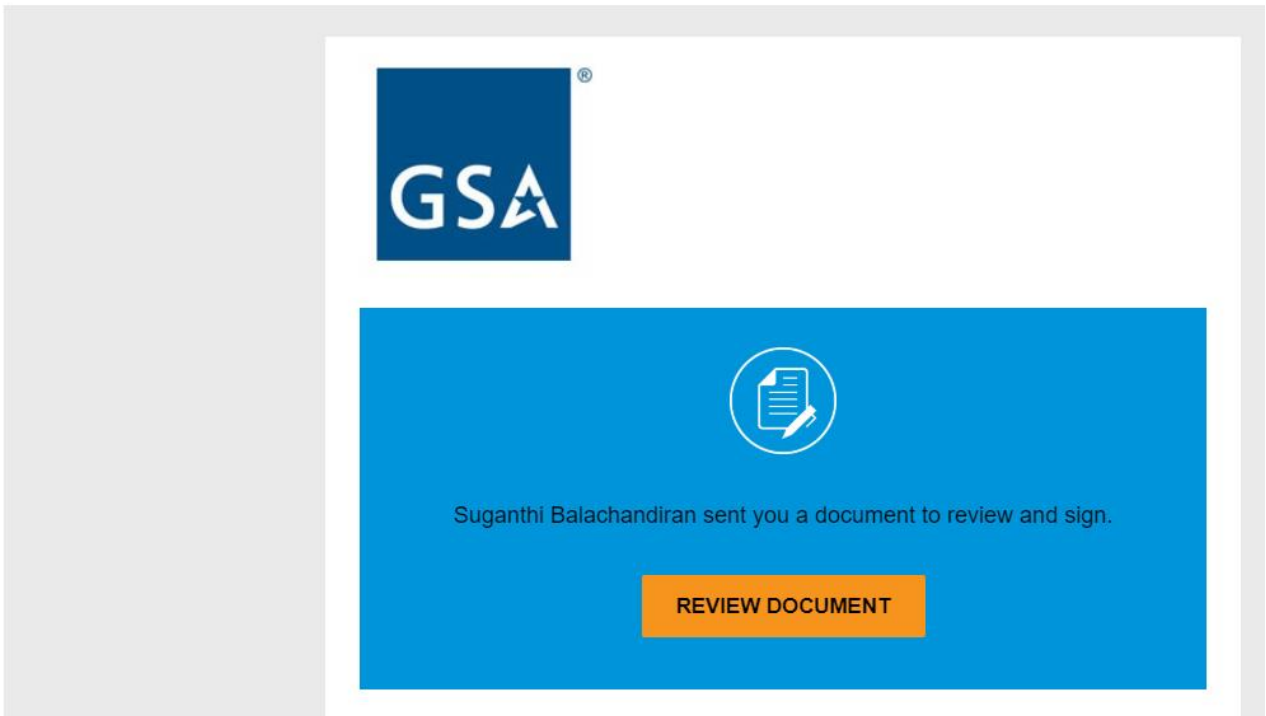 ®
GSA
Suganthi Balachandiran sent you a document to review and sign.
REVIEW DOCUMENT